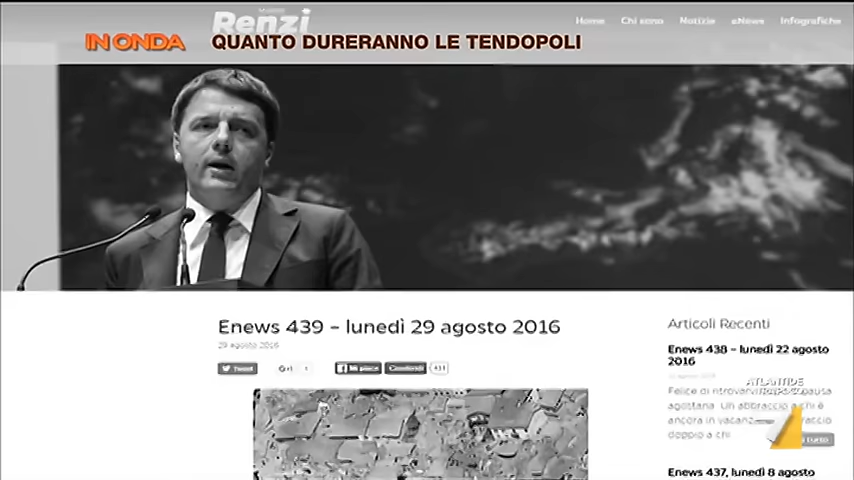 Renzi
Home Chi sono Notizie eNews Infografiche
IN ONDA QUANTO DURERANNO LE TENDOPOLI
Enews 439 – lunedì 29 agosto 2016
29 agosto 2016
Tweet
Mi piace Condividi 431
Articoli Recenti
Enews 438 – lunedì 22 agosto
2016
Felice di ritrovarvi
pausa
agostana. Un abbraccio a chi è
ancora in vacanza
doppio a chi
ATLANTIDE
Enews 437, lunedì 8 agosto